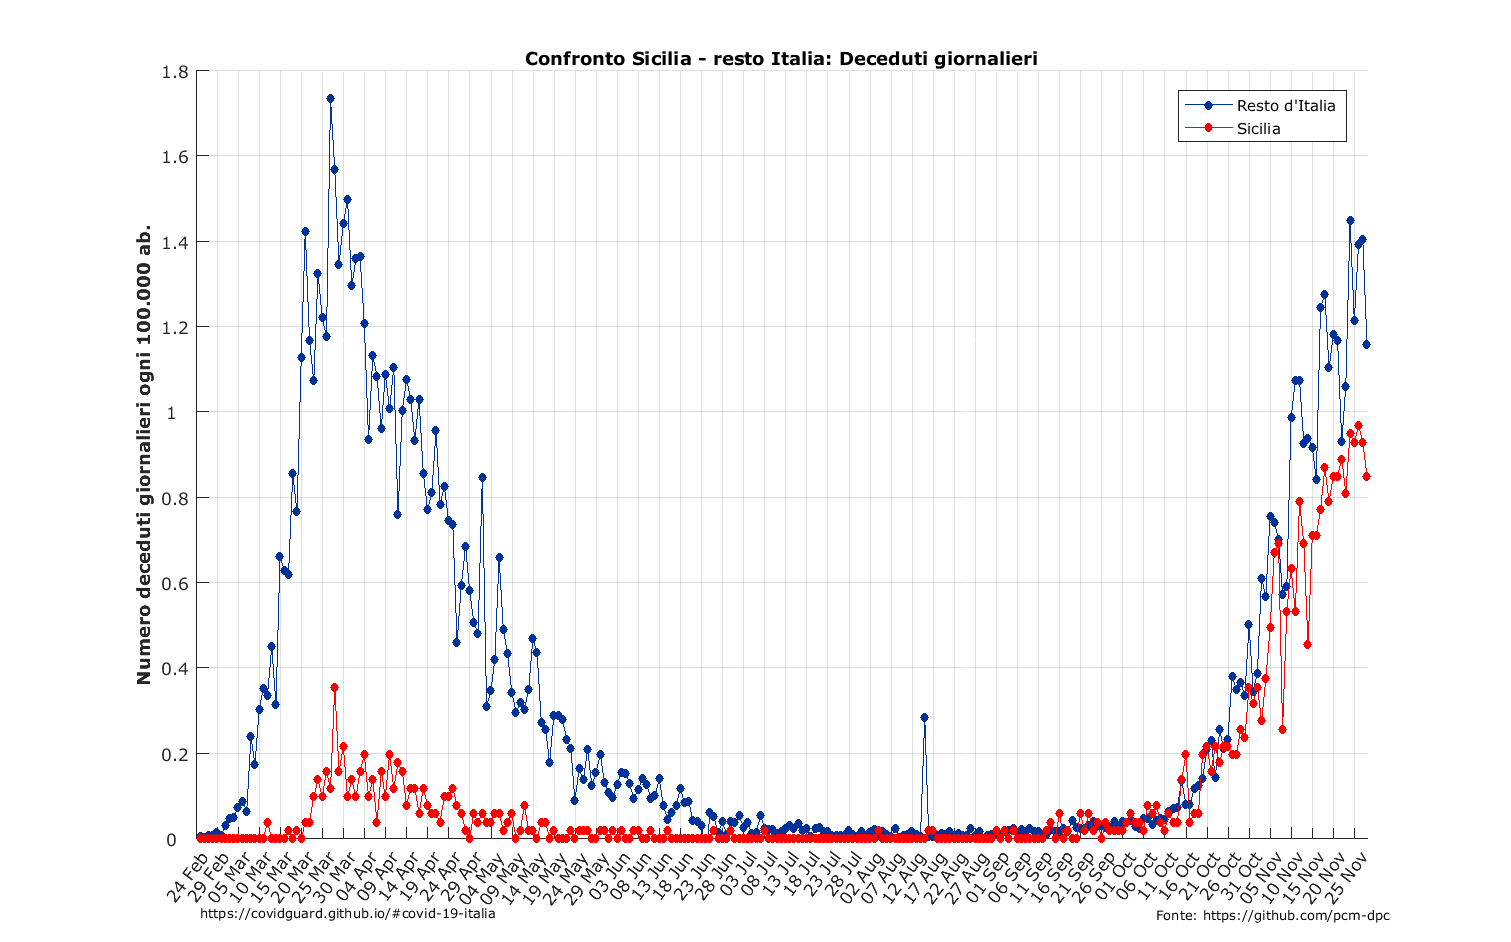 Confronto Sicilia - resto Italia: Deceduti giornalieri
Numero deceduti giornalieri ogni 100.000 ab.
1.8
1.6
1.4
1.2
1
0.8
0.6
0.4
0.2
0
Resto d'Italia
Sicilia
24 Feb
29 Feb
05 Mar
10 Mar
15 Mar
20 Mar
25 Mar
30 Mar
04 Apr
09 Apr
14 Apr
19 Apr
24 Apr
29 Apr
04 May
09 May
14 May
19 May
24 May
29 May
03 Jun
08 Jun
13 Jun
18 Jun
23 Jun
28 Jun
03 Jul
08 Jul
13 Jul
18 Jul
23 Jul
28 Jul
02 Aug
07 Aug
12 Aug
17 Aug
22 Aug
27 Aug
01 Sep
06 Sep
11 Sep
16 Sep
21 Sep
26 Sep
01 Oct
06 Oct
11 Oct
16 Oct
21 Oct
26 Oct
31 Oct
05 Nov
10 Nov
15 Nov
20 Nov
25 Nov
https://covidguard.github.io/#covid-19-italia
Fonte: https://github.com/pcm-dpc